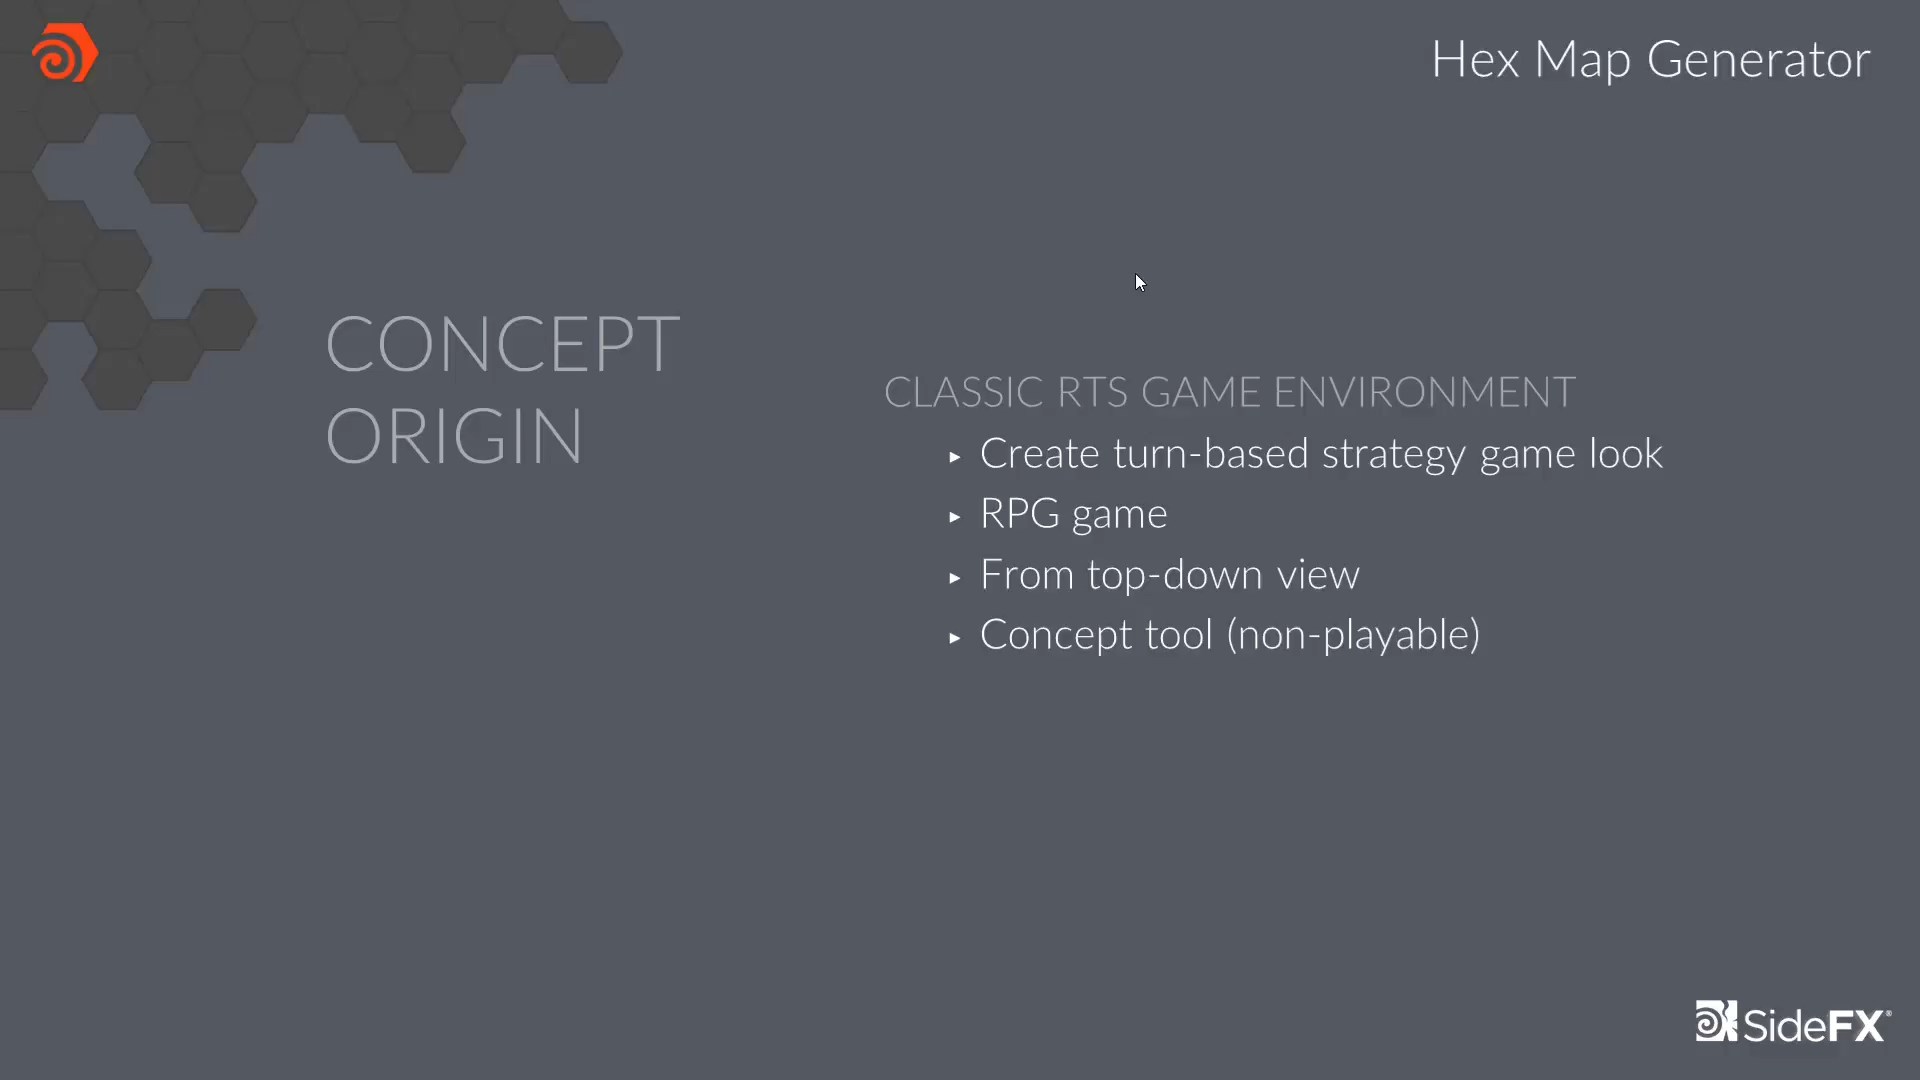 Hex Map Generator
CONCEPT
ORIGIN
CLASSIC RTS GAME ENVIRONMENT
▸ Create turn-based strategy game look
▸ RPG game
▸ From top-down view
▸ Concept tool (non-playable)
SideFX®